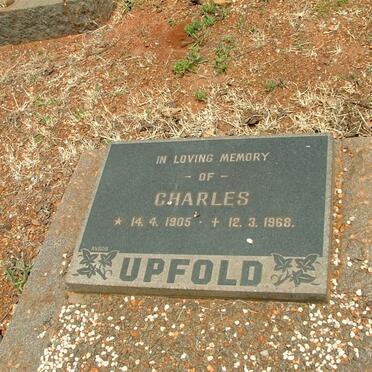 IN LOVING MEMORY
- OF -
CHARLES
★ 14.4.1905 · + 12.3.1968.
UPFOLD